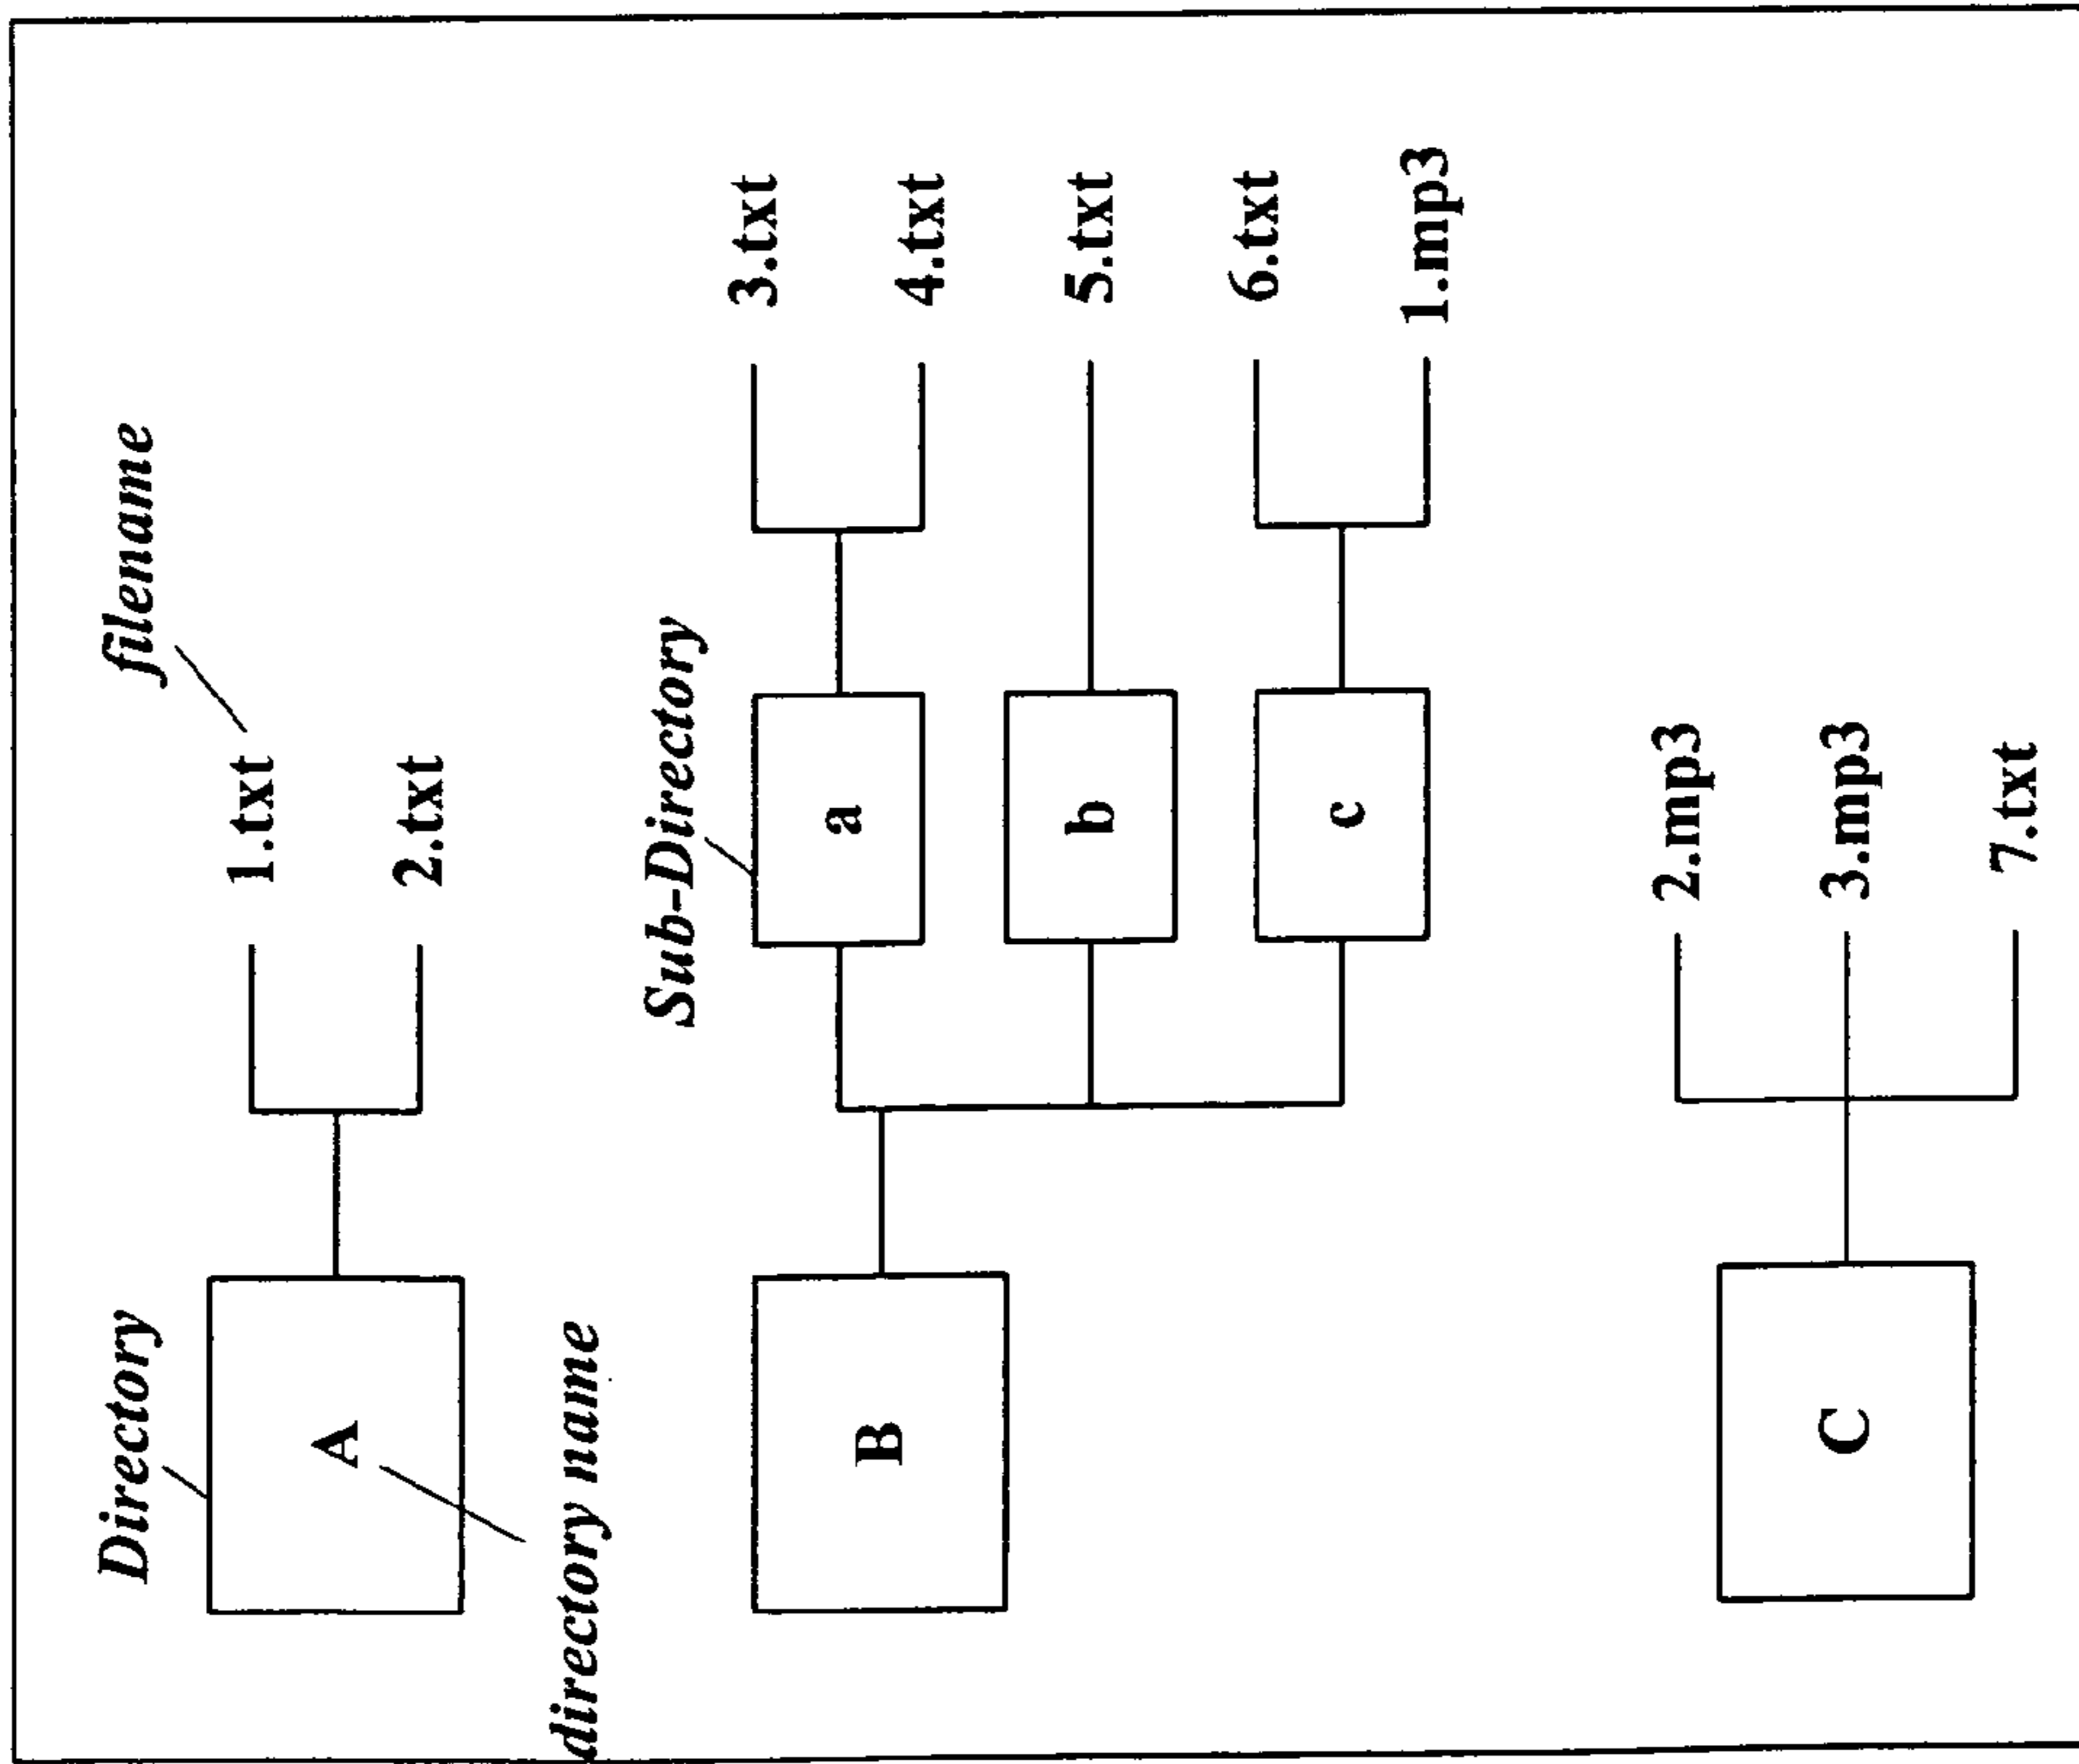 Directory
filename
A
1.txt
2.txt
directory name
Sub-Directory
B
a
3.txt
4.txt
b
5.txt
c
6.txt
1.mp3
C
2.mp3
3.mp3
7.txt